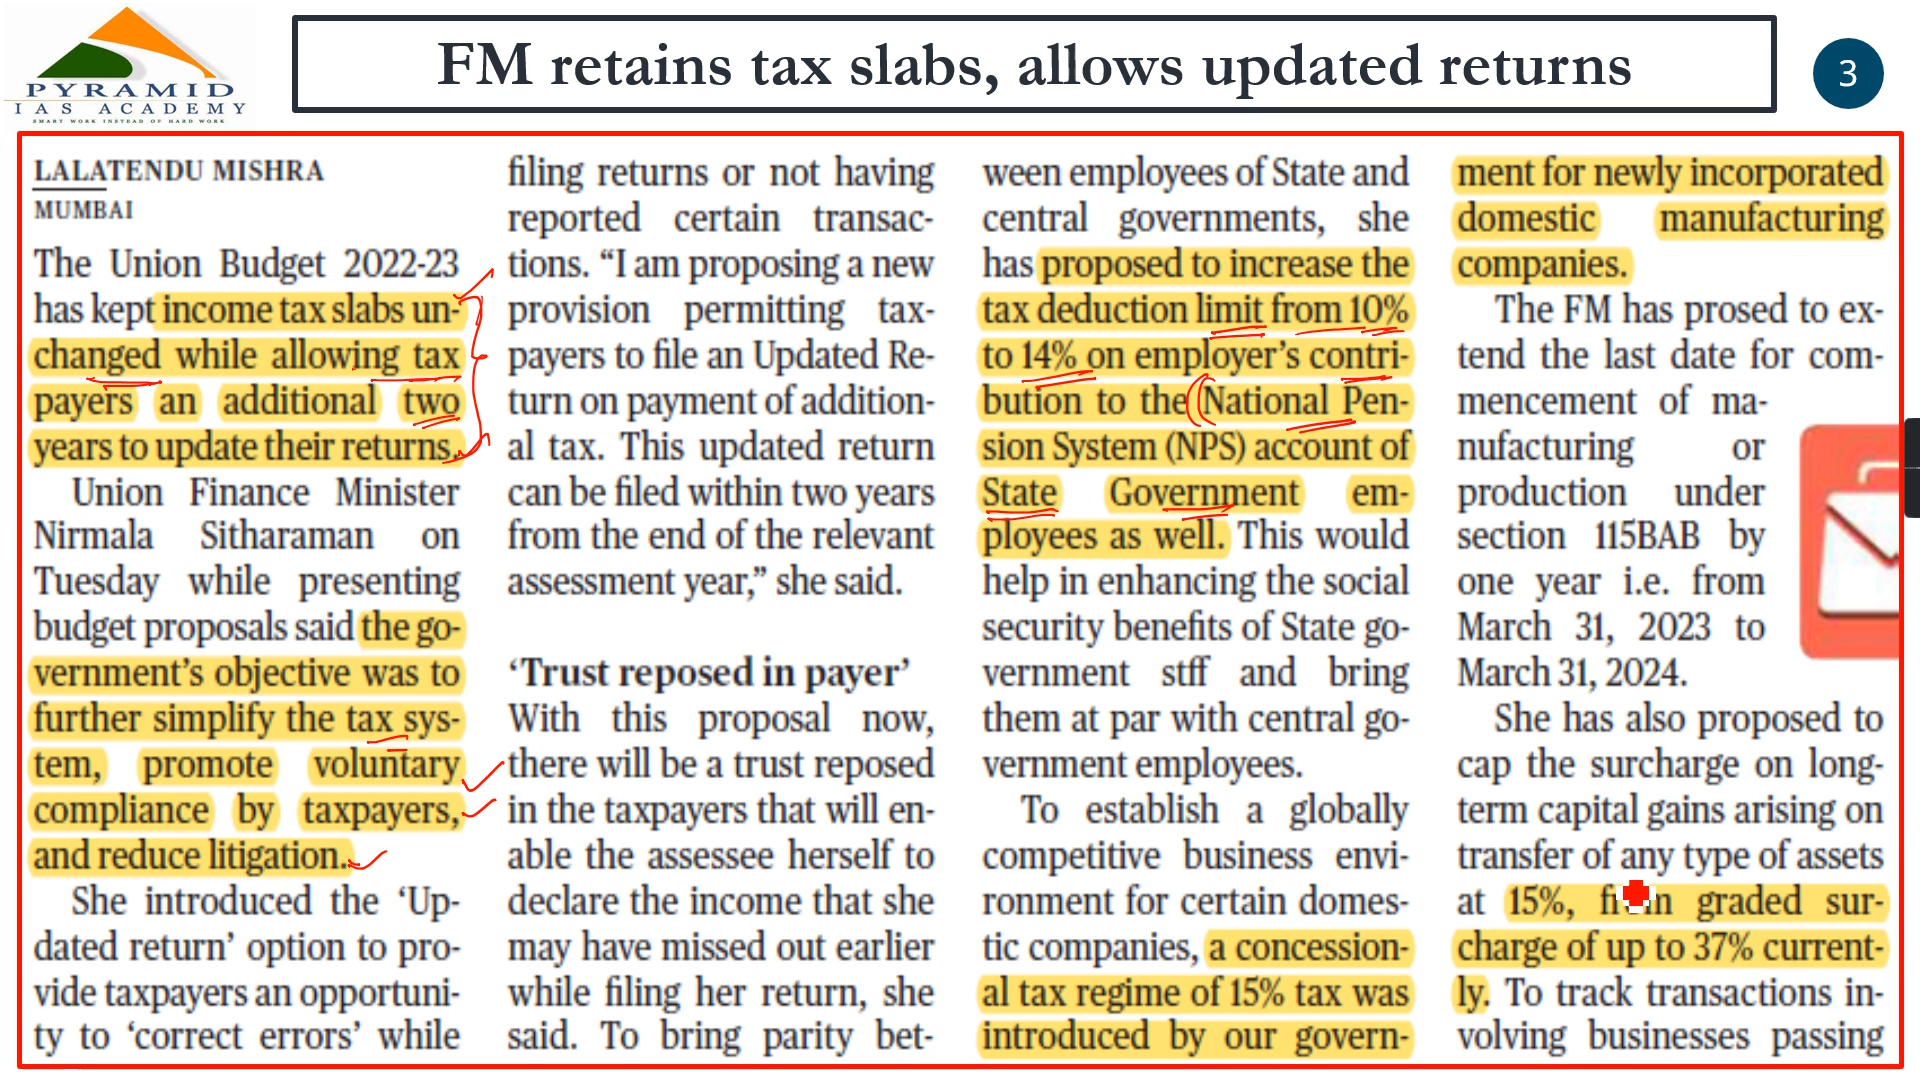 PYRAMID
IAS ACADEMY
SMART WORK INSTEAD OF HARD WORK
FM retains tax slabs, allows updated returns
3
LALATENDU MISHRA
MUMBAI
The Union Budget 2022-23
has kept income tax slabs un-
changed while allowing tax
payers an additional two
years to update their returns.
Union Finance Minister
Nirmala Sitharaman on
Tuesday while presenting
budget proposals said the go-
vernment’s objective was to
further simplify the tax sys-
tem, promote voluntary
compliance by taxpayers,
and reduce litigation.
She introduced the ‘Up-
dated return’ option to pro-
vide taxpayers an opportuni-
ty to ‘correct errors’ while
filing returns or not having
reported certain transac-
tions. “I am proposing a new
provision permitting tax-
payers to file an Updated Re-
turn on payment of addition-
al tax. This updated return
can be filed within two years
from the end of the relevant
assessment year,” she said.
‘Trust reposed in payer’
With this proposal now,
there will be a trust reposed
in the taxpayers that will en-
able the assessee herself to
declare the income that she
may have missed out earlier
while filing her return, she
said. To bring parity bet-
ween employees of State and
central governments, she
has proposed to increase the
tax deduction limit from 10%
to 14% on employer’s contri-
bution to the National Pen-
sion System (NPS) account of
State Government em-
ployees as well. This would
help in enhancing the social
security benefits of State go-
vernment stff and bring
them at par with central go-
vernment employees.
To establish a globally
competitive business envi-
ronment for certain domes-
tic companies, a concession-
al tax regime of 15% tax was
introduced by our govern-
ment for newly incorporated
domestic manufacturing
companies.
The FM has prosed to ex-
tend the last date for com-
mencement of ma-
nufacturing or
production under
section 115BAB by
one year i.e. from
March 31, 2023 to
March 31, 2024.
She has also proposed to
cap the surcharge on long-
term capital gains arising on
transfer of any type of assets
at 15%, from graded sur-
charge of up to 37% current-
ly. To track transactions in-
volving businesses passing